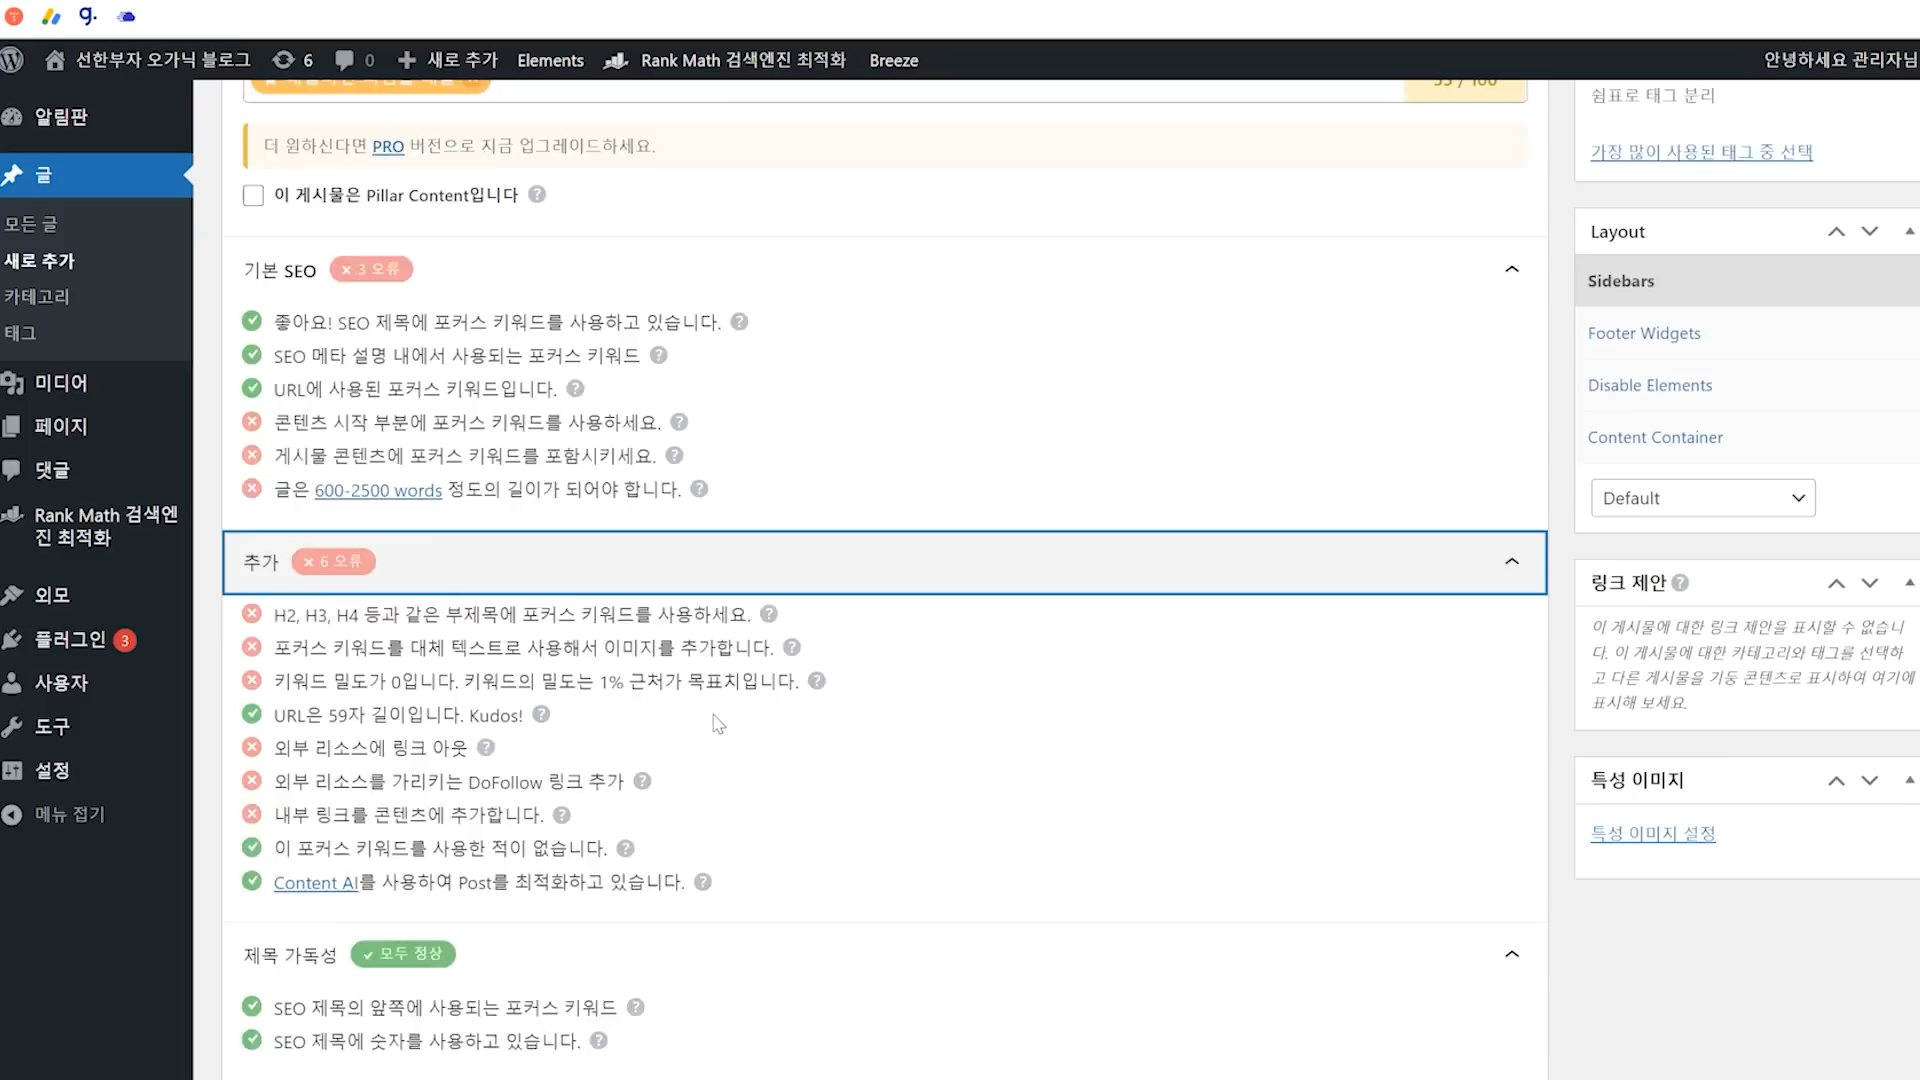 g.
선한부자 오가닉 블로그
6
0
새로 추가
Elements
Rank Math 검색엔진 최적화
Breeze
안녕하세요 관리자님
알림판
글
모든 글
새로 추가
카테고리
태그
미디어
페이지
댓글
Rank Math 검색엔
진 최적화
외모
플러그인 3
사용자
도구
설정
메뉴 접기
더 원하신다면 PRO 버전으로 지금 업그레이드하세요.
이 게시물은 Pillar Content입니다 ?
기본 SEO × 3 오류
좋아요! SEO 제목에 포커스 키워드를 사용하고 있습니다. ?
SEO 메타 설명 내에서 사용되는 포커스 키워드 ?
URL에 사용된 포커스 키워드입니다. ?
콘텐츠 시작 부분에 포커스 키워드를 사용하세요. ?
게시물 콘텐츠에 포커스 키워드를 포함시키세요. ?
글은 600-2500 words 정도의 길이가 되어야 합니다. ?
추가 × 6 오류
H2, H3, H4 등과 같은 부제목에 포커스 키워드를 사용하세요. ?
포커스 키워드를 대체 텍스트로 사용해서 이미지를 추가합니다. ?
키워드 밀도가 0입니다. 키워드의 밀도는 1% 근처가 목표치입니다. ?
URL은 59자 길이입니다. Kudos! ?
외부 리소스에 링크 아웃 ?
외부 리소스를 가리키는 DoFollow 링크 추가 ?
내부 링크를 콘텐츠에 추가합니다. ?
이 포커스 키워드를 사용한 적이 없습니다. ?
Content AI를 사용하여 Post를 최적화하고 있습니다. ?
제목 가독성 모두 정상
SEO 제목의 앞쪽에 사용되는 포커스 키워드 ?
SEO 제목에 숫자를 사용하고 있습니다. ?
쉼표로 태그 분리
가장 많이 사용된 태그 중 선택
Layout
Sidebars
Footer Widgets
Disable Elements
Content Container
Default
링크 제안 ?
이 게시물에 대한 링크 제안을 표시할 수 없습니
다. 이 게시물에 대한 카테고리와 태그를 선택하
고 다른 게시물을 기둥 콘텐츠로 표시하여 여기에
표시해 보세요.
특성 이미지
특성 이미지 설정